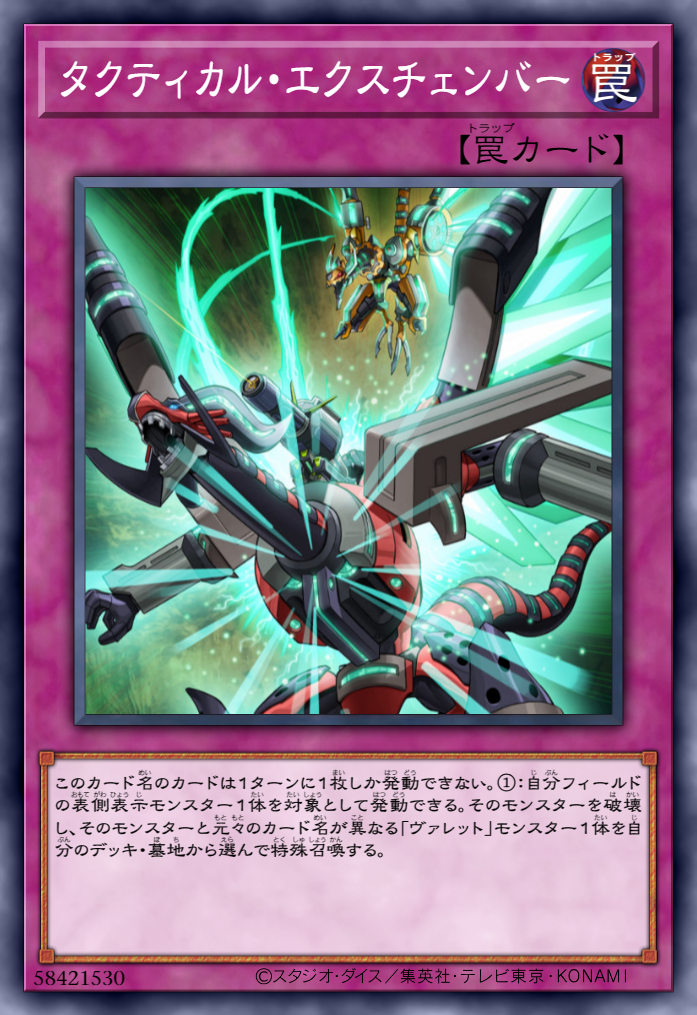 タクティカル・エクスチェンバー 罠
トラップ
【罠カード】
トラップ
このカード名のカードは1ターンに1枚しか発動できない。①:自分フィールド
の表側表示モンスター1体を対象として発動できる。そのモンスターを破壊
し、そのモンスターと元々のカード名が異なる「ヴァレット」モンスター1体を自
分のデッキ・墓地から選んで特殊召喚する。
58421530 ©スタジオ・ダイス/集英社・テレビ東京・KONAMI